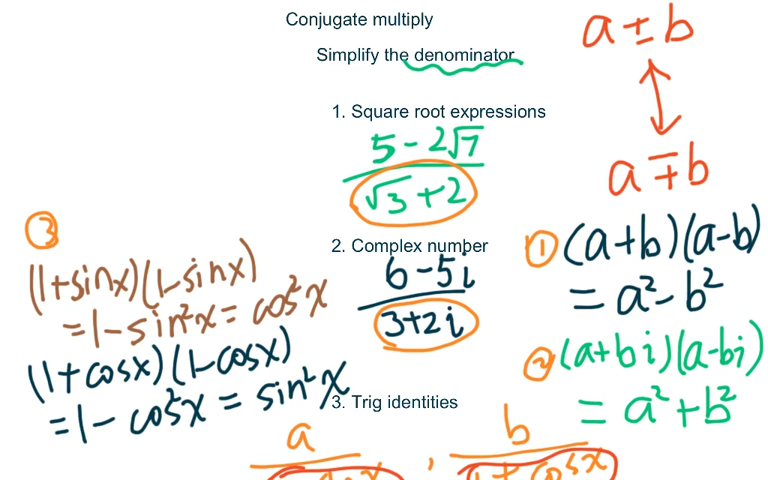 Conjugate multiply
Simplify the denominator
a ± b
a ∓ b
1. Square root expressions
5 - 2√7
√3 + 2
2. Complex number
6 - 5i
3 + 2i
① (a+b)(a-b)
= a² - b²
② (a+bi)(a-bi)
= a² + b²
③
(1+sinx)(1-sinx)
= 1 - sin²x = cos²x
(1+cosx)(1-cosx)
= 1 - cos²x = sin²x
3. Trig identities
a , b
1 + cosx